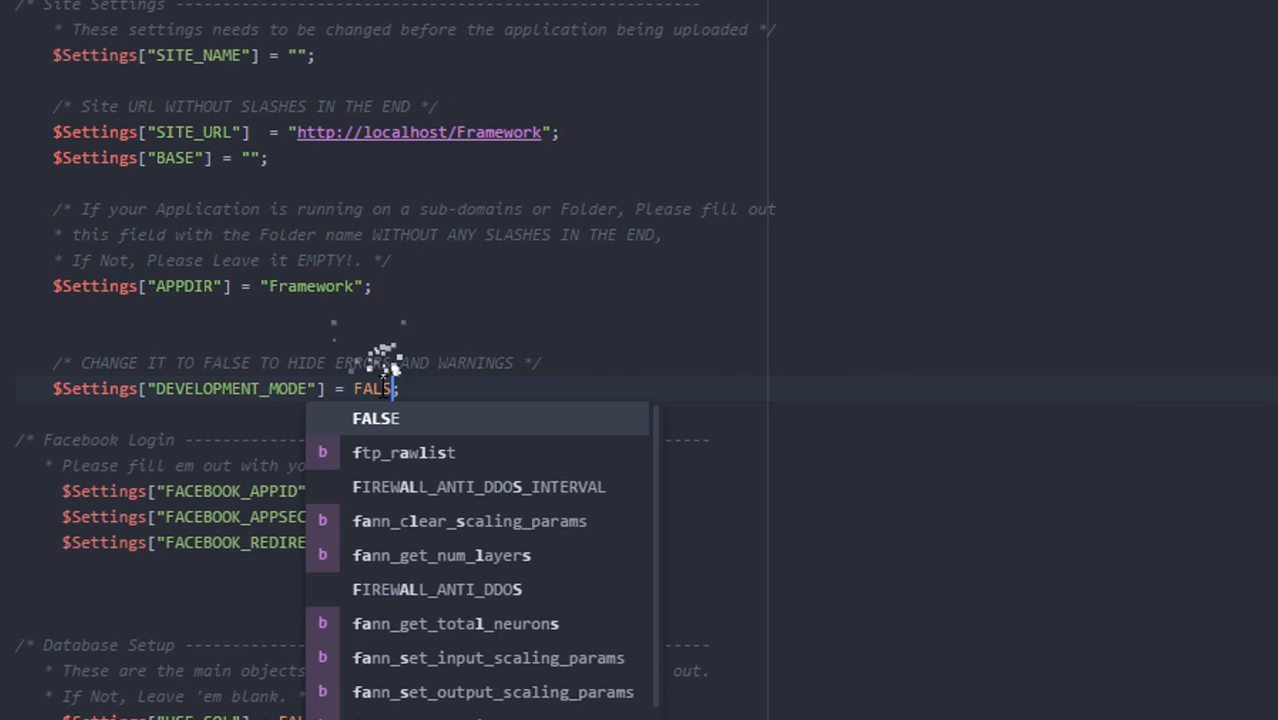 /* Site Settings ----------------------------------------------------------
* These settings needs to be changed before the application being uploaded */
$Settings["SITE_NAME"] = "";
/* Site URL WITHOUT SLASHES IN THE END */
$Settings["SITE_URL"]  = "http://localhost/Framework";
$Settings["BASE"] = "";
/* If your Application is running on a sub-domains or Folder, Please fill out
* this field with the Folder name WITHOUT ANY SLASHES IN THE END,
* If Not, Please Leave it EMPTY!. */
$Settings["APPDIR"] = "Framework";
/* CHANGE IT TO FALSE TO HIDE ERRORS AND WARNINGS */
$Settings["DEVELOPMENT_MODE"] = FALS;
FALSE
/* Facebook Login -----
b ftp_rawlist
* Please fill em out with yo
FIREWALL_ANTI_DDOS_INTERVAL
$Settings["FACEBOOK_APPID"
$Settings["FACEBOOK_APPSEC
b fann_clear_scaling_params
$Settings["FACEBOOK_REDIRE
b fann_get_num_layers
FIREWALL_ANTI_DDOS
b fann_get_total_neurons
/* Database Setup -----
b fann_set_input_scaling_params
* These are the main objects out.
b fann_set_output_scaling_params
* If Not, Leave 'em blank. *